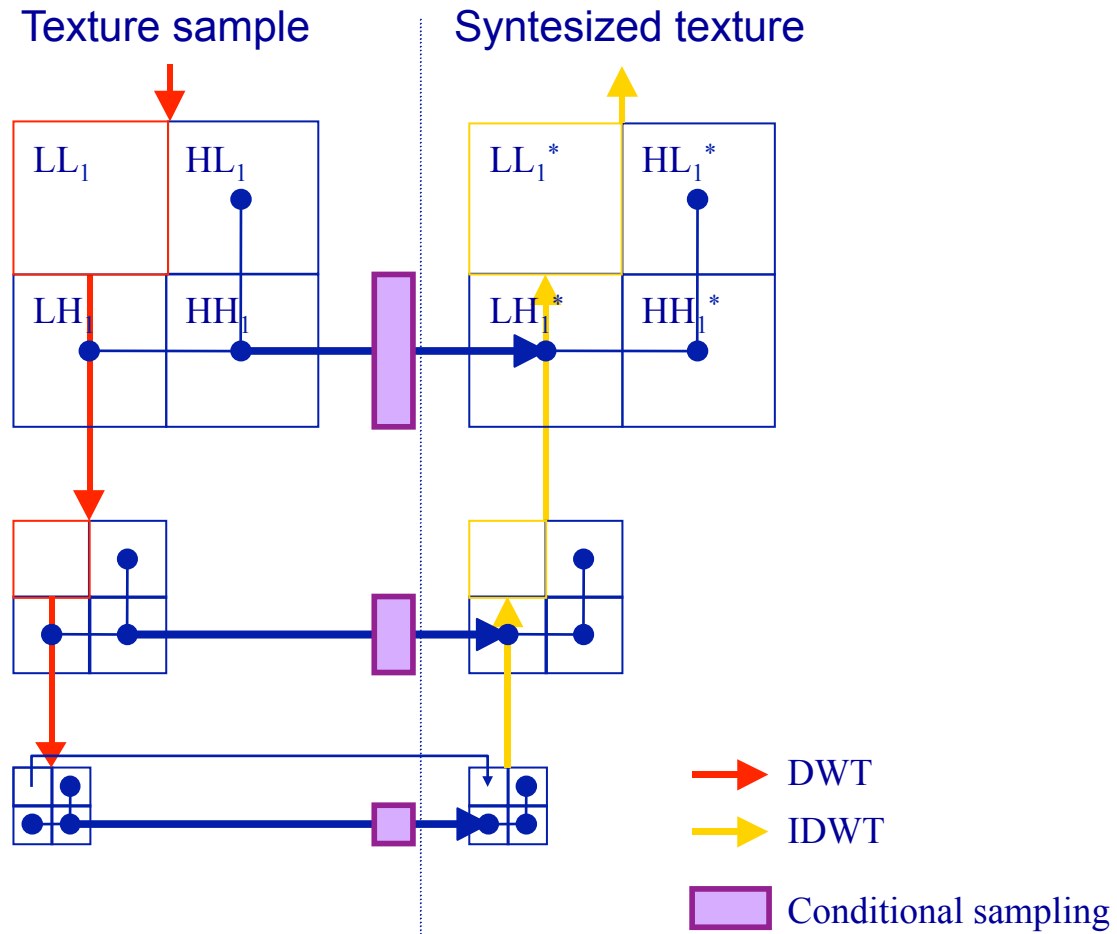 Texture sample
Syntesized texture
LL₁ HL₁
LH₁ HH₁
LL₁* HL₁*
LH₁* HH₁*
DWT
IDWT
Conditional sampling